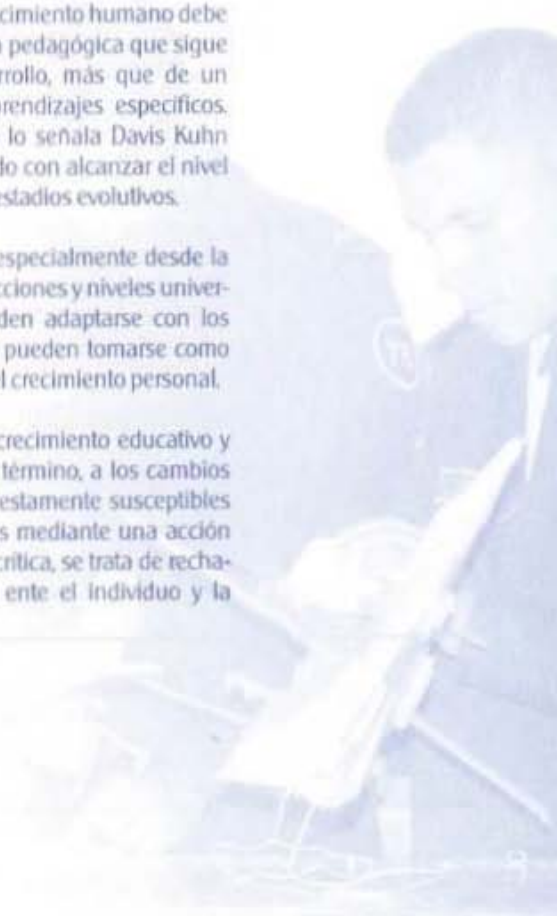 cimiento humano debe
pedagógica que sigue
rrollo, más que de un
rendizajes específicos.
lo señala Davis Kuhn
do con alcanzar el nivel
estadios evolutivos.
especialmente desde la
cciones y niveles univer-
den adaptarse con los
pueden tomarse como
l crecimiento personal.
crecimiento educativo y
término, a los cambios
estamente susceptibles
s mediante una acción
crítica, se trata de recha-
ente el individuo y la